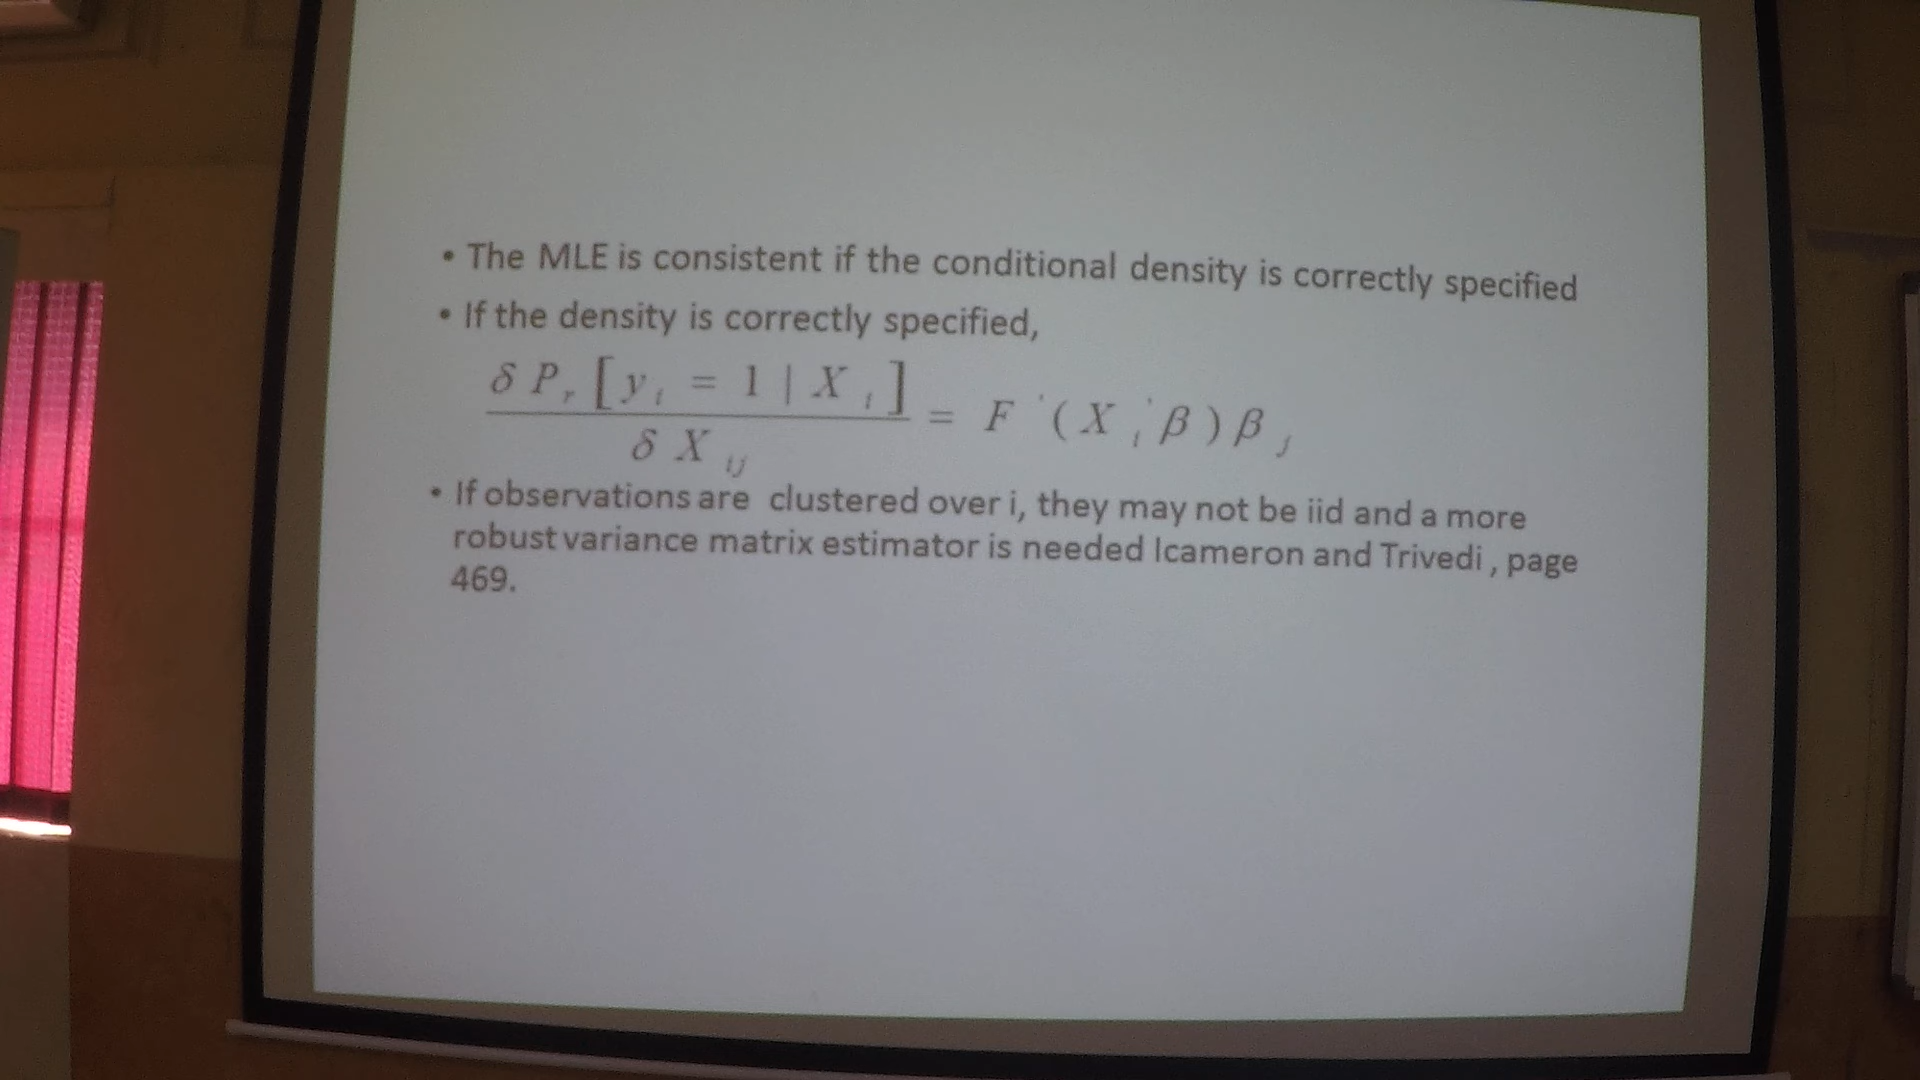 • The MLE is consistent if the conditional density is correctly specified
• If the density is correctly specified,
δ P_r [y_i = 1 | X_i] / δ X_ij = F'(X_i'β)β_j
• If observations are clustered over i, they may not be iid and a more
robust variance matrix estimator is needed Icameron and Trivedi , page
469.